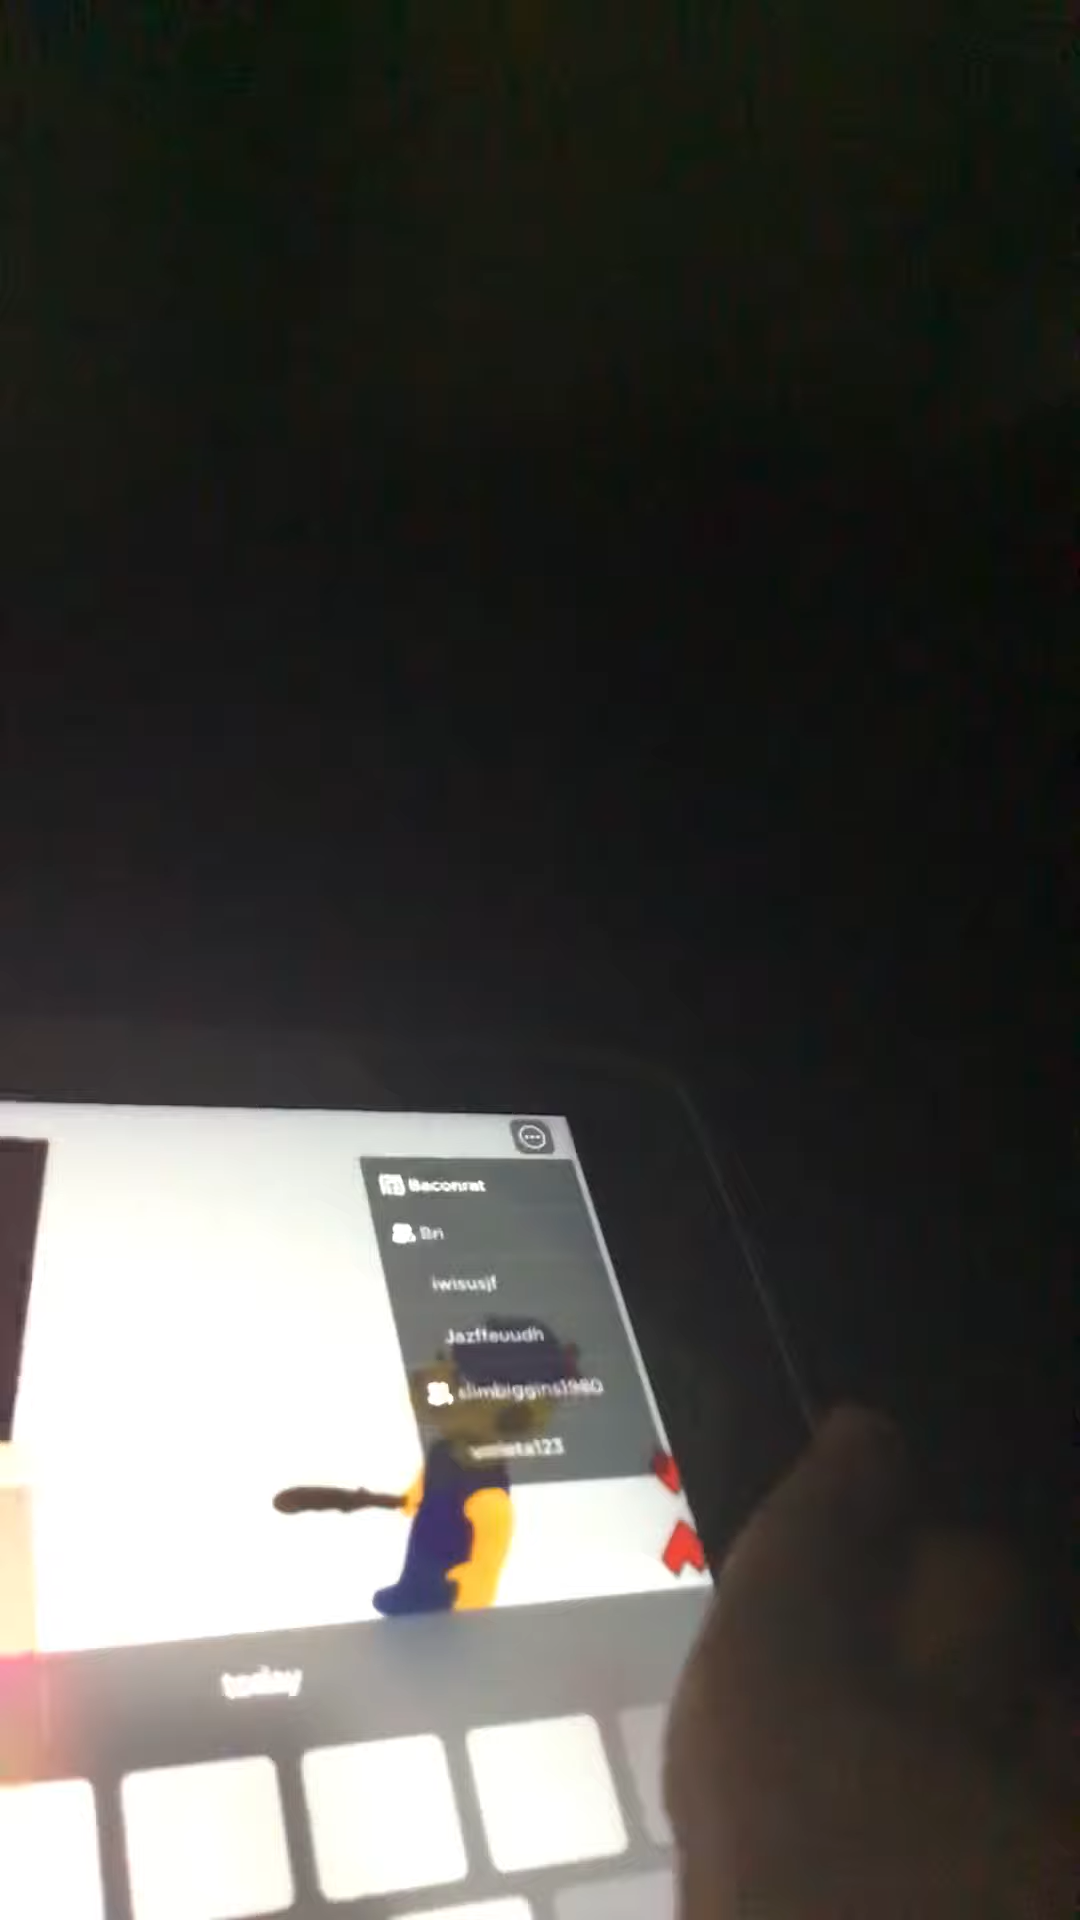 Baconrat
Bri
iwisusjf
Jazffeuudh
slimbiggins1980
today